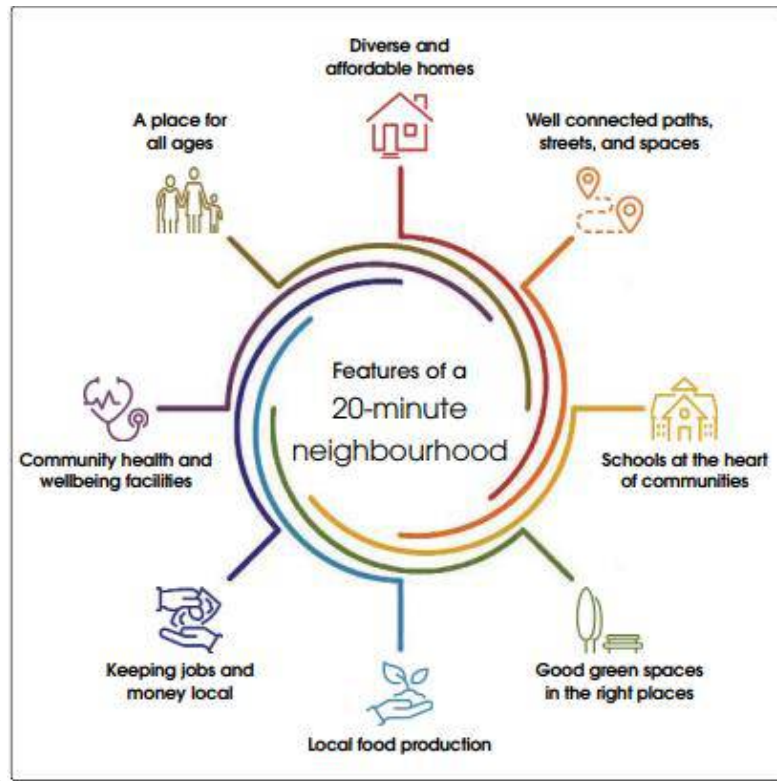 Diverse and
affordable homes
Well connected paths,
streets, and spaces
Schools at the heart
of communities
Good green spaces
in the right places
Local food production
Keeping jobs and
money local
Community health and
wellbeing facilities
A place for
all ages
Features of a
20-minute
neighbourhood